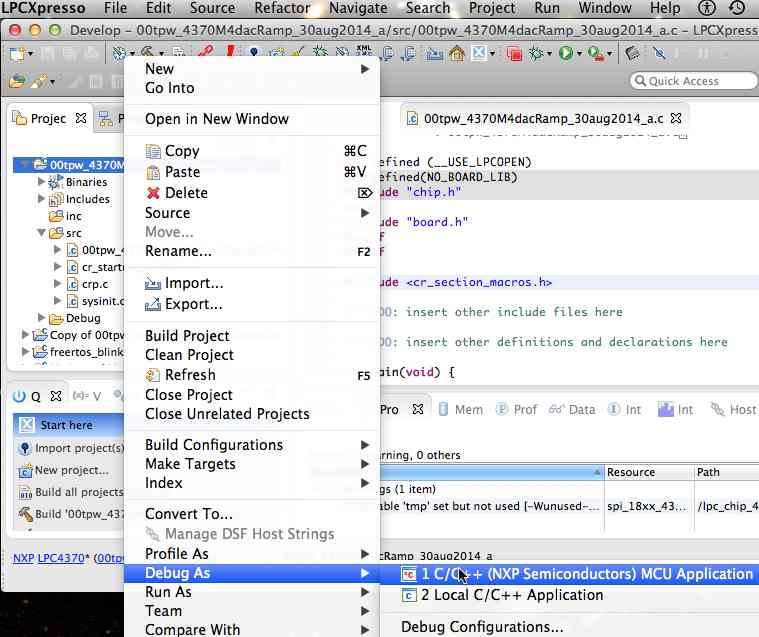 LPCXpresso File Edit Source Refactor Navigate Search Project Run Window Help
Develop - 00tpw_4370M4dacRamp_30aug2014_a/src/00tpw_4370M4dacRamp_30aug2014_a.c - LPCXpresso
Quick Access
Projec
00tpw_4370M4dacRamp_30aug2014_a.c
00tpw_4370M
Binaries
Includes
inc
src
00tpw_4
cr_start
crp.c
sysinit.c
Debug
Copy of 00tpw
freertos_blink
New
Go Into
Open in New Window
Copy ⌘C
Paste ⌘V
Delete ⌦
Source
Move...
Rename... F2
Import...
Export...
Build Project
Clean Project
Refresh F5
Close Project
Close Unrelated Projects
Build Configurations
Make Targets
Index
Convert To...
Manage DSF Host Strings
Profile As
Debug As
Run As
Team
Compare With
efined (__USE_LPCOPEN)
efined(NO_BOARD_LIB)
ude "chip.h"
ude "board.h"
f
f
ude <cr_section_macros.h>
DO: insert other include files here
DO: insert other definitions and declarations here
ain(void) {
Q (x)= V
Start here
Import project(s)
New project...
Build all projects
Build '00tpw_437
NXP LPC4370* (00tpw
Pro Mem Prof Data Int Int Host
arning, 0 others
Resource Path
gs (1 item)
able 'tmp' set but not used [-Wunused-... spi_18xx_43... /lpc_chip_4
acRamp_30aug2014_a
1 C/C++ (NXP Semiconductors) MCU Application
2 Local C/C++ Application
Debug Configurations...